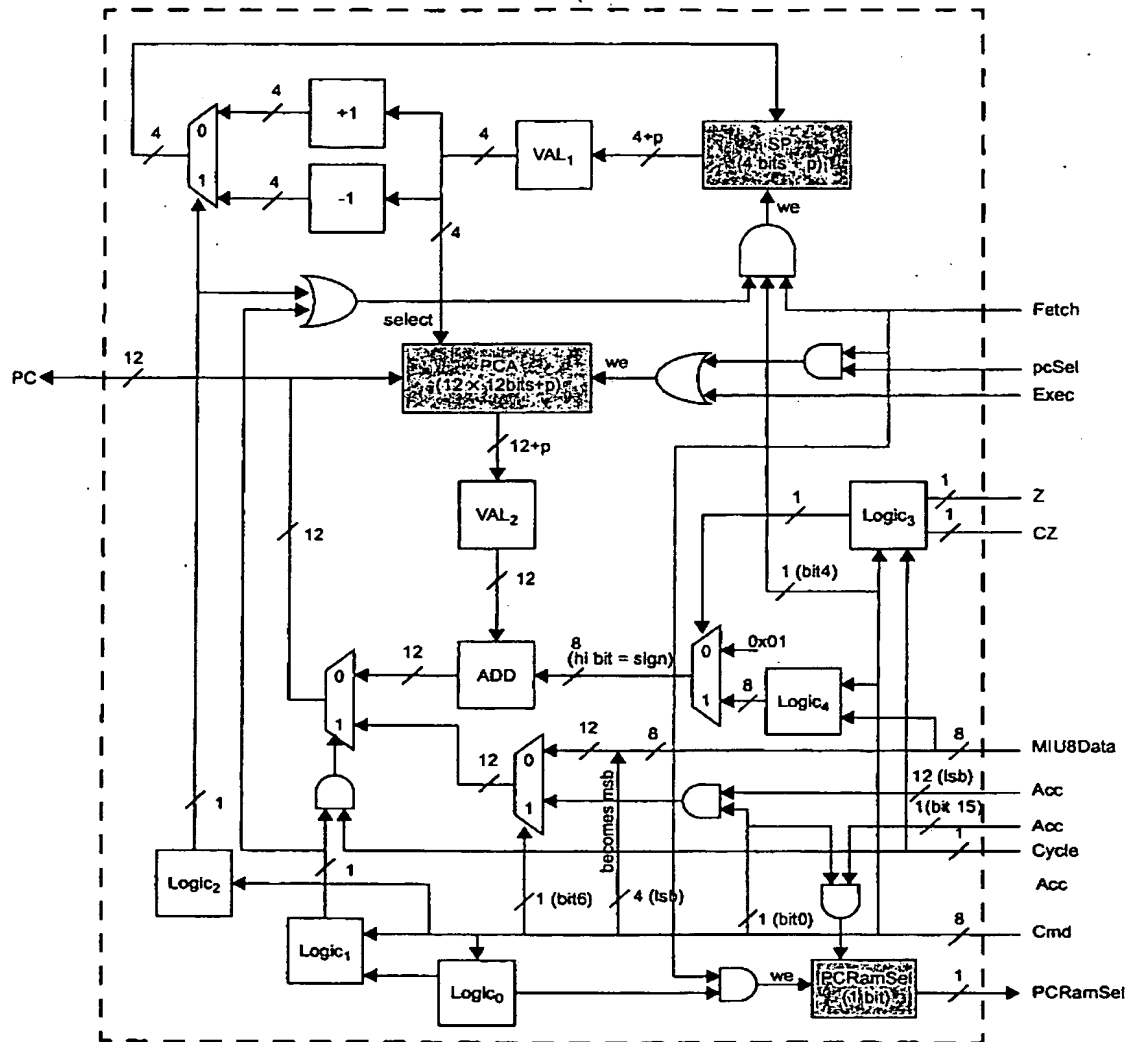 4
+1
4
0
4
VAL₁
4+p
SP
(4 bits + p)
1
4
-1
4
we
select
Fetch
PC
12
PCA
(12 × 12bits+p)
we
pcSel
Exec
12+p
1
Z
VAL₂
1
Logic₃
1
CZ
12
12
1 (bit4)
0x01
8
(hi bit = sign)
0
12
ADD
8
Logic₄
0
1
1
12
8
8
MIU8Data
12
0
12 (lsb)
Acc
1
becomes msb
1(bit 15)
Acc
1
Cycle
Logic₂
1
Acc
1 (bit6)
4 (lsb)
1 (bit0)
8
Cmd
Logic₁
we
PCRamSel
(1 bit)
1
PCRamSel
Logic₀